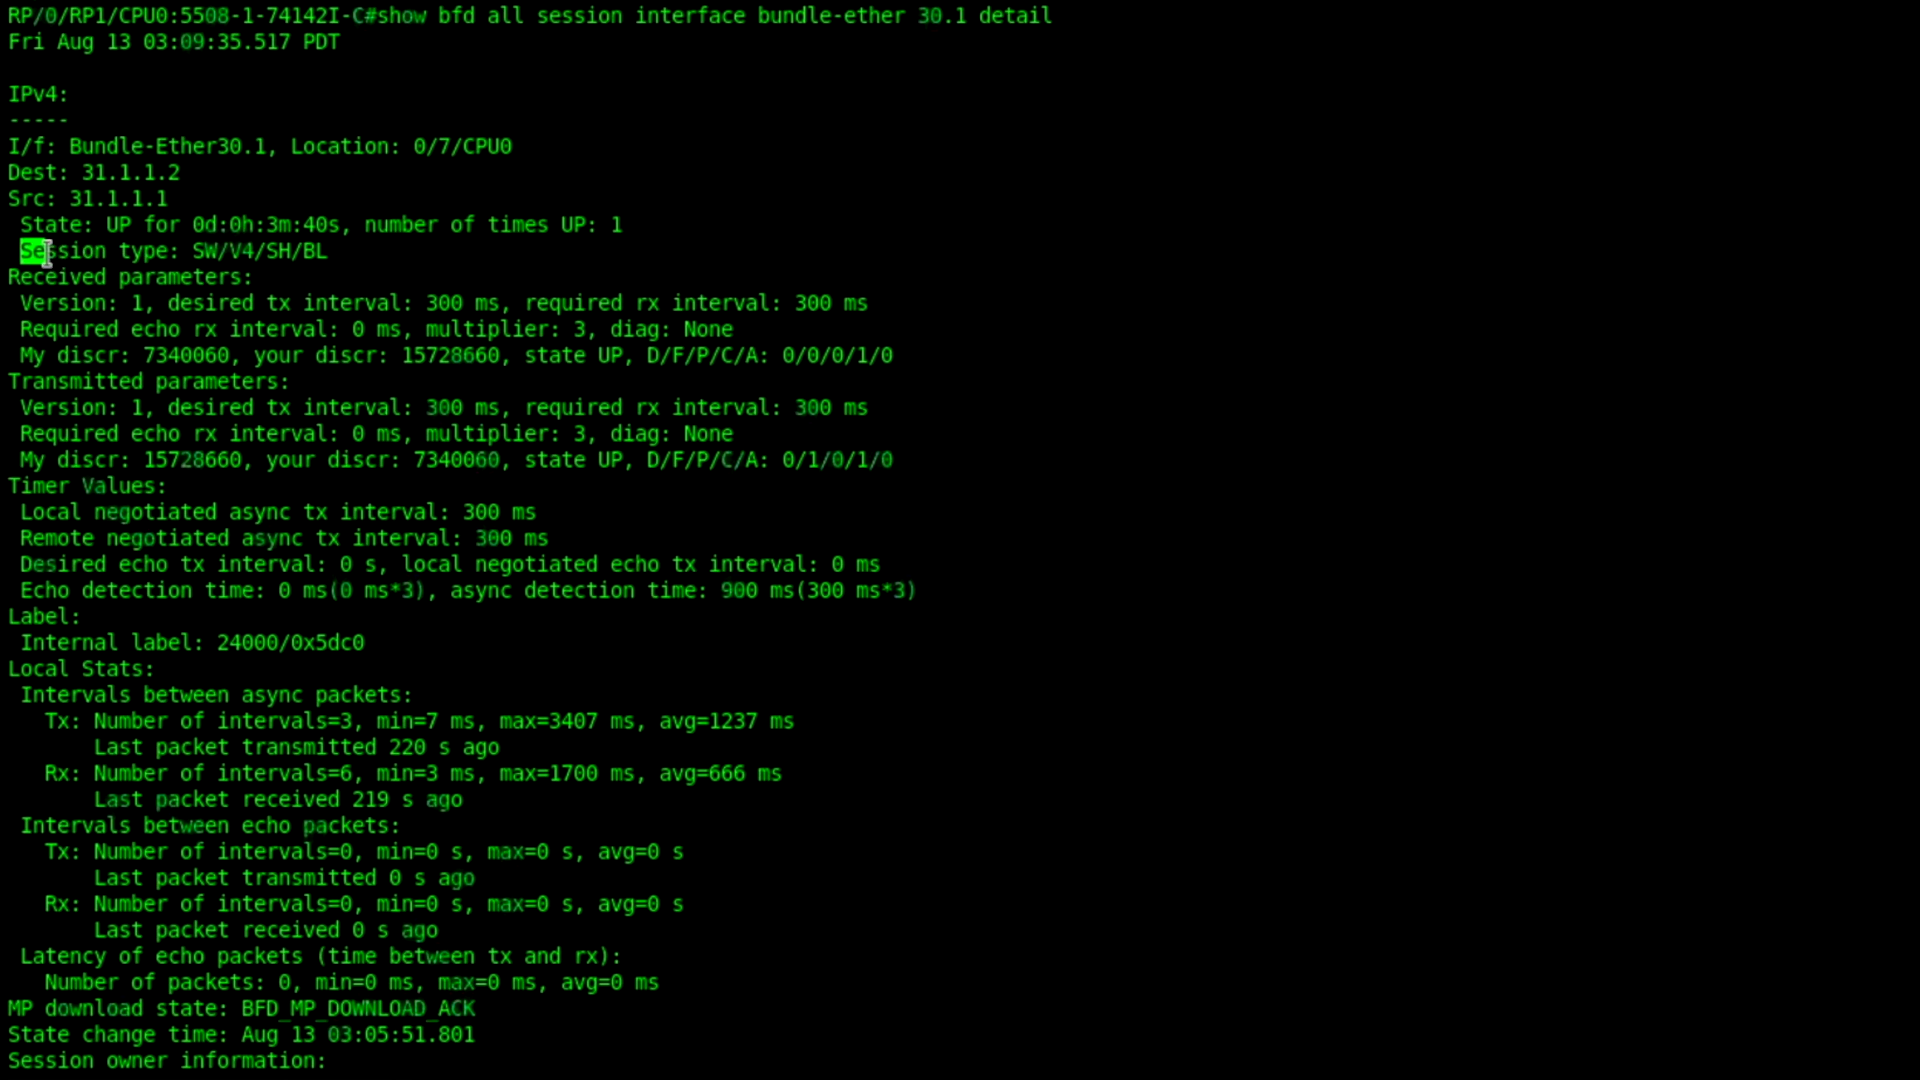 RP/0/RP1/CPU0:5508-1-74142I-C#show bfd all session interface bundle-ether 30.1 detail
Fri Aug 13 03:09:35.517 PDT
IPv4:
-----
I/f: Bundle-Ether30.1, Location: 0/7/CPU0
Dest: 31.1.1.2
Src: 31.1.1.1
State: UP for 0d:0h:3m:40s, number of times UP: 1
Session type: SW/V4/SH/BL
Received parameters:
Version: 1, desired tx interval: 300 ms, required rx interval: 300 ms
Required echo rx interval: 0 ms, multiplier: 3, diag: None
My discr: 7340060, your discr: 15728660, state UP, D/F/P/C/A: 0/0/0/1/0
Transmitted parameters:
Version: 1, desired tx interval: 300 ms, required rx interval: 300 ms
Required echo rx interval: 0 ms, multiplier: 3, diag: None
My discr: 15728660, your discr: 7340060, state UP, D/F/P/C/A: 0/1/0/1/0
Timer Values:
Local negotiated async tx interval: 300 ms
Remote negotiated async tx interval: 300 ms
Desired echo tx interval: 0 s, local negotiated echo tx interval: 0 ms
Echo detection time: 0 ms(0 ms*3), async detection time: 900 ms(300 ms*3)
Label:
Internal label: 24000/0x5dc0
Local Stats:
Intervals between async packets:
Tx: Number of intervals=3, min=7 ms, max=3407 ms, avg=1237 ms
Last packet transmitted 220 s ago
Rx: Number of intervals=6, min=3 ms, max=1700 ms, avg=666 ms
Last packet received 219 s ago
Intervals between echo packets:
Tx: Number of intervals=0, min=0 s, max=0 s, avg=0 s
Last packet transmitted 0 s ago
Rx: Number of intervals=0, min=0 s, max=0 s, avg=0 s
Last packet received 0 s ago
Latency of echo packets (time between tx and rx):
Number of packets: 0, min=0 ms, max=0 ms, avg=0 ms
MP download state: BFD_MP_DOWNLOAD_ACK
State change time: Aug 13 03:05:51.801
Session owner information: